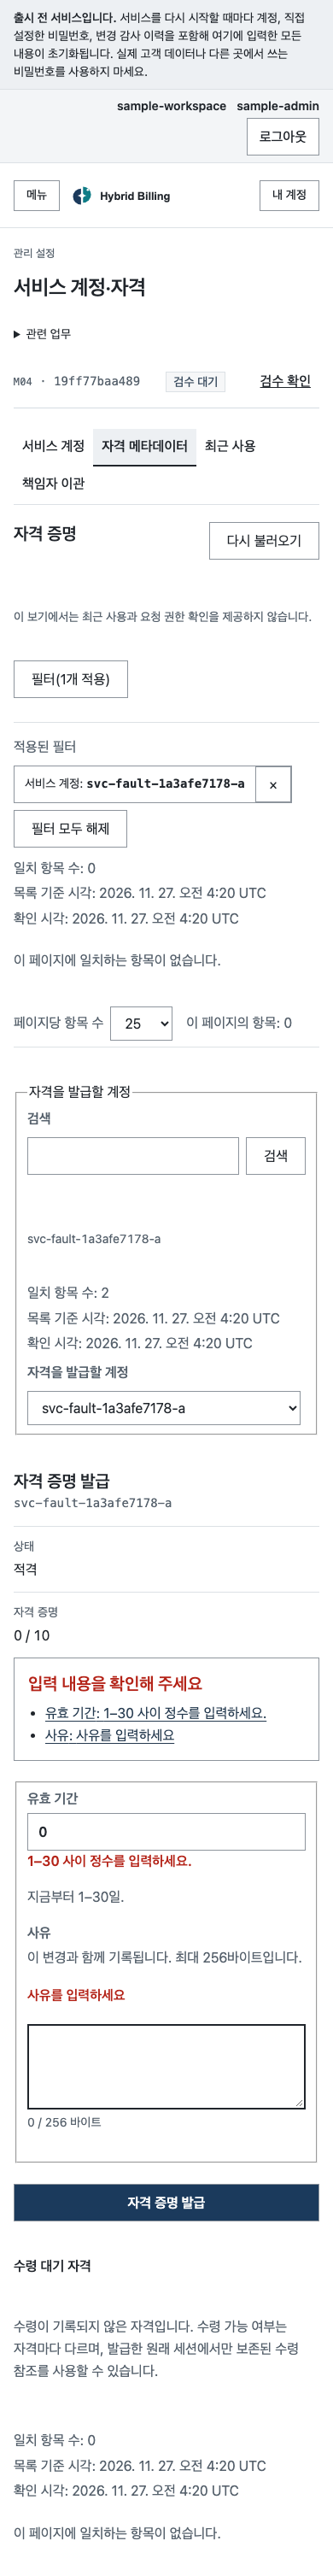 출시 전 서비스입니다. 서비스를 다시 시작할 때마다 계정, 직접
설정한 비밀번호, 변경 감사 이력을 포함해 여기에 입력한 모든
내용이 초기화됩니다. 실제 고객 데이터나 다른 곳에서 쓰는
비밀번호를 사용하지 마세요.
sample-workspace sample-admin
로그아웃
메뉴 Hybrid Billing 내 계정
관리 설정
서비스 계정·자격
▶ 관련 업무
M04 · 19ff77baa489 검수 대기 검수 확인
서비스 계정 자격 메타데이터 최근 사용
책임자 이관
자격 증명 다시 불러오기
이 보기에서는 최근 사용과 요청 권한 확인을 제공하지 않습니다.
필터(1개 적용)
적용된 필터
서비스 계정: svc-fault-1a3afe7178-a ×
필터 모두 해제
일치 항목 수: 0
목록 기준 시각: 2026. 11. 27. 오전 4:20 UTC
확인 시각: 2026. 11. 27. 오전 4:20 UTC
이 페이지에 일치하는 항목이 없습니다.
페이지당 항목 수 25 이 페이지의 항목: 0
자격을 발급할 계정
검색
검색
svc-fault-1a3afe7178-a
일치 항목 수: 2
목록 기준 시각: 2026. 11. 27. 오전 4:20 UTC
확인 시각: 2026. 11. 27. 오전 4:20 UTC
자격을 발급할 계정
svc-fault-1a3afe7178-a
자격 증명 발급
svc-fault-1a3afe7178-a
상태
적격
자격 증명
0 / 10
입력 내용을 확인해 주세요
• 유효 기간: 1–30 사이 정수를 입력하세요.
• 사유: 사유를 입력하세요
유효 기간
0
1–30 사이 정수를 입력하세요.
지금부터 1–30일.
사유
이 변경과 함께 기록됩니다. 최대 256바이트입니다.
사유를 입력하세요
0 / 256 바이트
자격 증명 발급
수령 대기 자격
수령이 기록되지 않은 자격입니다. 수령 가능 여부는
자격마다 다르며, 발급한 원래 세션에서만 보존된 수령
참조를 사용할 수 있습니다.
일치 항목 수: 0
목록 기준 시각: 2026. 11. 27. 오전 4:20 UTC
확인 시각: 2026. 11. 27. 오전 4:20 UTC
이 페이지에 일치하는 항목이 없습니다.